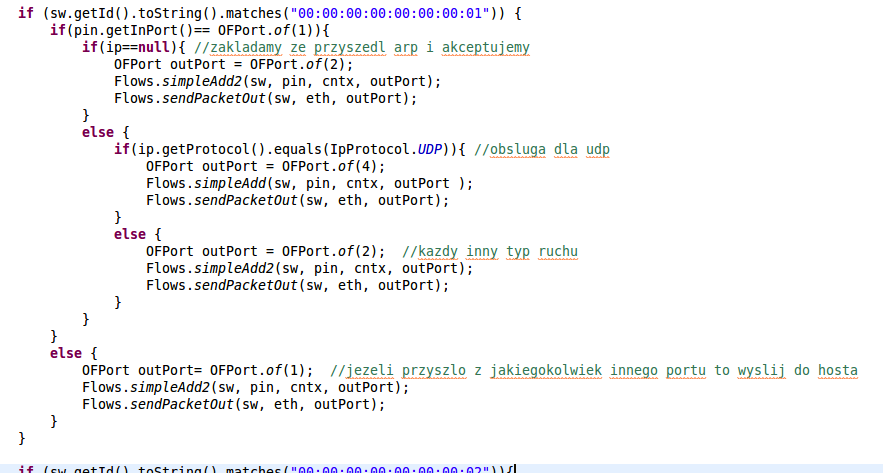 if (sw.getId().toString().matches("00:00:00:00:00:00:00:01")) {
if(pin.getInPort()== OFPort.of(1)){
if(ip==null){ //zakladamy ze przyszedl arp i akceptujemy
OFPort outPort = OFPort.of(2);
Flows.simpleAdd2(sw, pin, cntx, outPort);
Flows.sendPacketOut(sw, eth, outPort);
}
else {
if(ip.getProtocol().equals(IpProtocol.UDP)){ //obsluga dla udp
OFPort outPort = OFPort.of(4);
Flows.simpleAdd(sw, pin, cntx, outPort );
Flows.sendPacketOut(sw, eth, outPort);
}
else {
OFPort outPort = OFPort.of(2);  //kazdy inny typ ruchu
Flows.simpleAdd2(sw, pin, cntx, outPort);
Flows.sendPacketOut(sw, eth, outPort);
}
}
}
else {
OFPort outPort= OFPort.of(1);  //jezeli przyszlo z jakiegokolwiek innego portu to wyslij do hosta
Flows.simpleAdd2(sw, pin, cntx, outPort);
Flows.sendPacketOut(sw, eth, outPort);
}
}
if (sw.getId().toString().matches("00:00:00:00:00:00:00:02")){